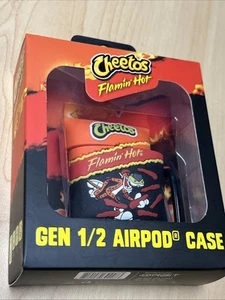 Cheetos
Flamin' Hot
Cheetos
Flamin' Hot
GEN 1/2 AIRPOD® CASE